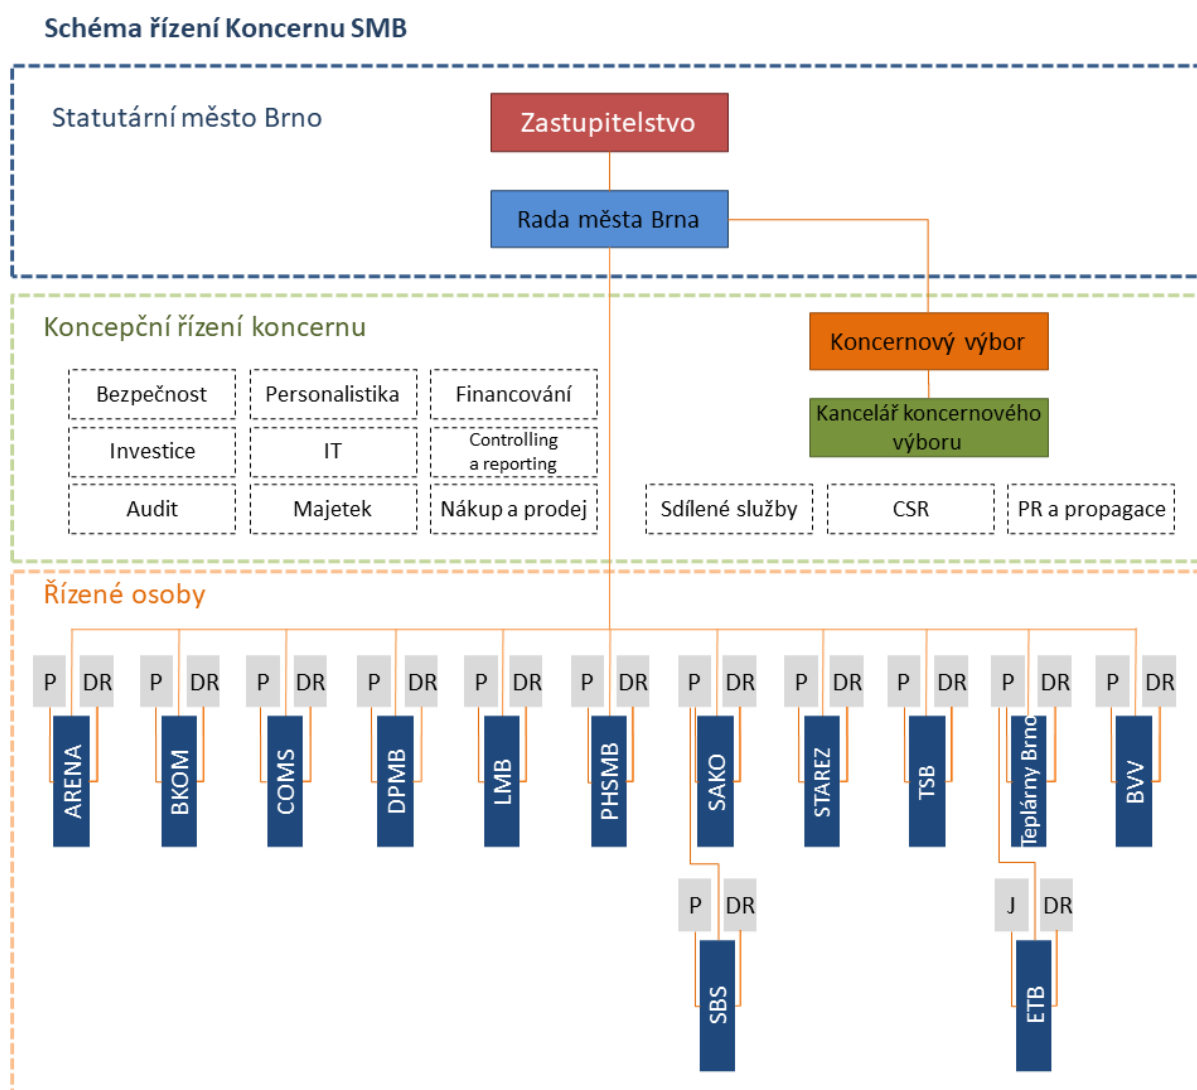 Schéma řízení Koncernu SMB
Statutární město Brno
Zastupitelstvo
Rada města Brna
Koncepční řízení koncernu
Koncernový výbor
Kancelář koncernového
výboru
Bezpečnost
Personalistika
Financování
Investice
IT
Controlling
a reporting
Audit
Majetek
Nákup a prodej
Sdílené služby
CSR
PR a propagace
Řízené osoby
P DR
P DR
P DR
P DR
P DR
P DR
P DR
P DR
P DR
P DR
P DR
ARENA
BKOM
COMS
DPMB
LMB
PHSMB
SAKO
STAREZ
TSB
Teplárny Brno
BVV
P DR
J DR
SBS
ETB